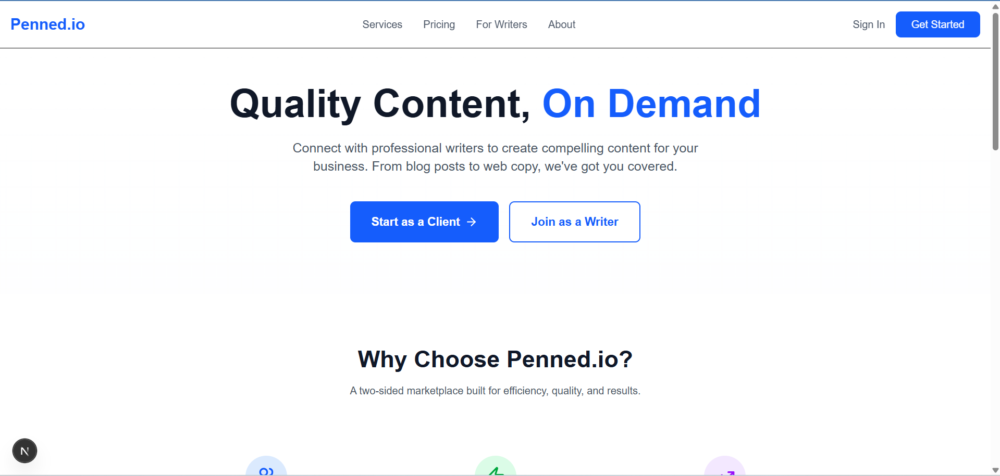 Penned.io
Services
Pricing
For Writers
About
Sign In
Get Started
Quality Content, On Demand
Connect with professional writers to create compelling content for your
business. From blog posts to web copy, we've got you covered.
Start as a Client →
Join as a Writer
Why Choose Penned.io?
A two-sided marketplace built for efficiency, quality, and results.
N